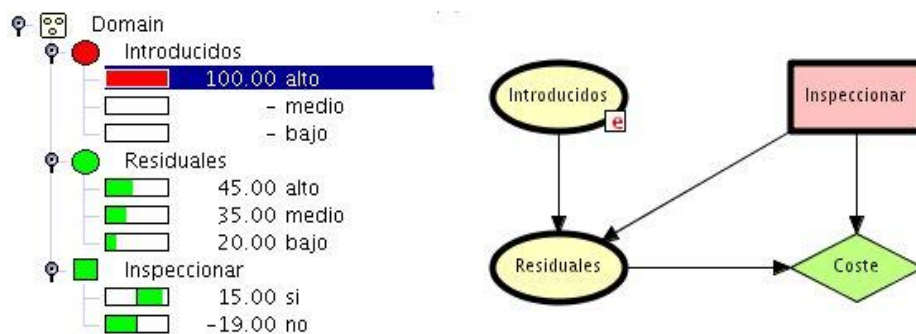 Domain
Introducidos
100.00 alto
- medio
- bajo
Residuales
45.00 alto
35.00 medio
20.00 bajo
Inspeccionar
15.00 si
-19.00 no
Introducidos
e
Inspeccionar
Residuales
Coste